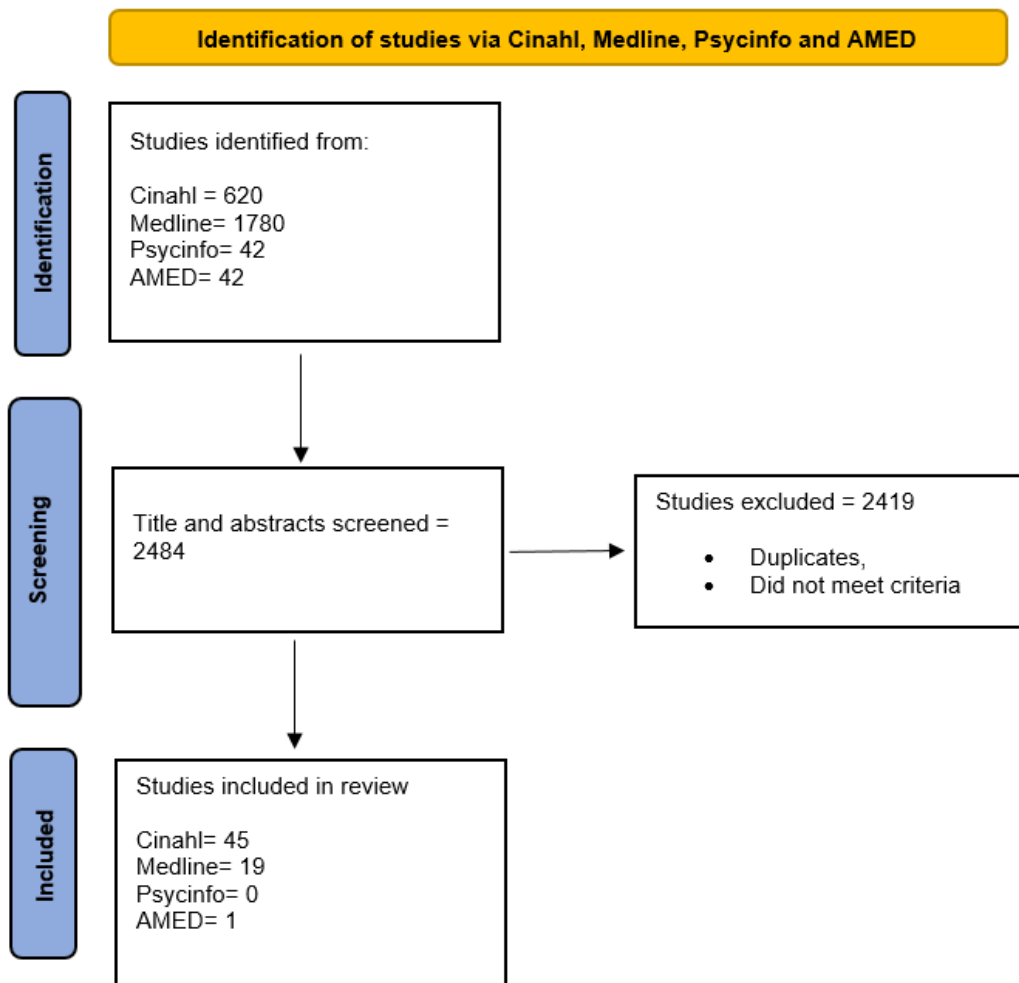 Identification of studies via Cinahl, Medline, Psycinfo and AMED
Identification
Studies identified from:
Cinahl = 620
Medline= 1780
Psycinfo= 42
AMED= 42
Screening
Title and abstracts screened =
2484
Studies excluded = 2419
• Duplicates,
• Did not meet criteria
Included
Studies included in review
Cinahl= 45
Medline= 19
Psycinfo= 0
AMED= 1